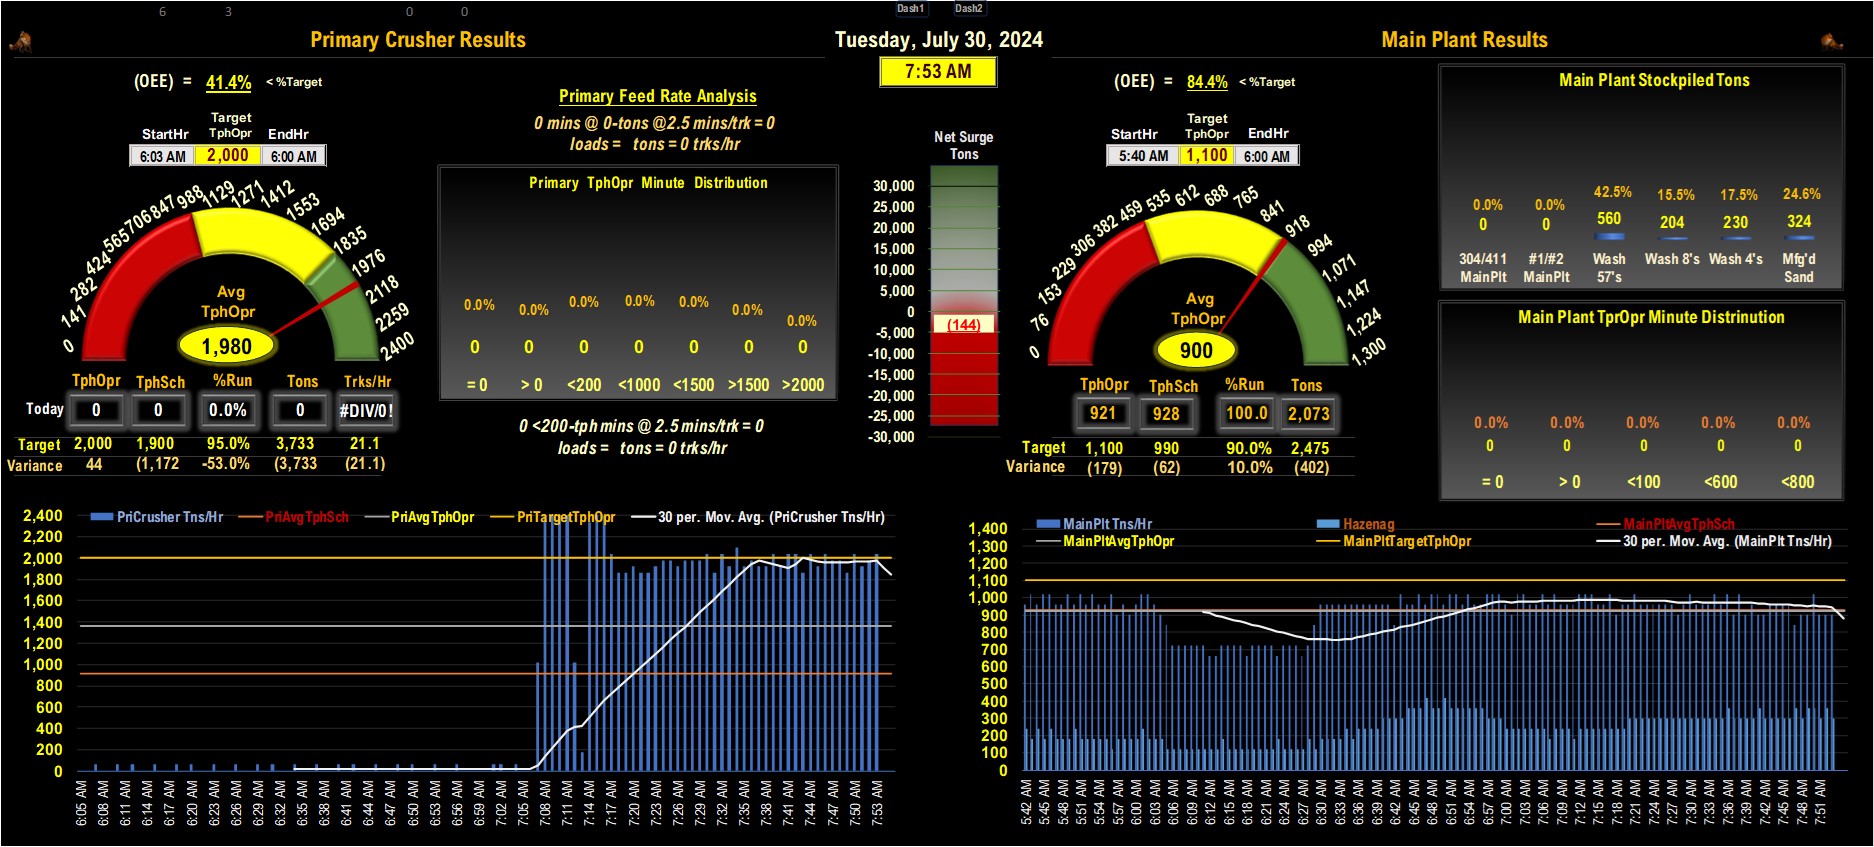 6 3 0 0 Dash1 Dash2
Primary Crusher Results
Tuesday, July 30, 2024
7:53 AM
Main Plant Results
(OEE) = 41.4% < %Target
StartHr Target TphOpr EndHr
6:03 AM 2,000 6:00 AM
0 141 282 424 565 706 847 988 1129 1271 1412 1553 1694 1835 1976 2118 2259 2400
Avg
TphOpr
1,980
TphOpr TphSch %Run Tons Trks/Hr
Today 0 0 0.0% 0 #DIV/0!
Target 2,000 1,900 95.0% 3,733 21.1
Variance 44 (1,172 -53.0% (3,733 (21.1)
Primary Feed Rate Analysis
0 mins @ 0-tons @2.5 mins/trk = 0
loads = tons = 0 trks/hr
Primary TphOpr Minute Distribution
0.0% 0.0% 0.0% 0.0% 0.0% 0.0% 0.0%
0 0 0 0 0 0 0
= 0 > 0 <200 <1000 <1500 >1500 >2000
0 <200-tph mins @ 2.5 mins/trk = 0
loads = tons = 0 trks/hr
Net Surge
Tons
30,000
25,000
20,000
15,000
10,000
5,000
0
(144)
-5,000
-10,000
-15,000
-20,000
-25,000
-30,000
(OEE) = 84.4% < %Target
StartHr Target TphOpr EndHr
5:40 AM 1,100 6:00 AM
0 76 153 229 306 382 459 535 612 688 765 841 918 994 1,071 1,147 1,224 1,300
Avg
TphOpr
900
TphOpr TphSch %Run Tons
921 928 100.0 2,073
Target 1,100 990 90.0% 2,475
Variance (179) (62) 10.0% (402)
Main Plant Stockpiled Tons
0.0% 0.0% 42.5% 15.5% 17.5% 24.6%
0 0 560 204 230 324
304/411 #1/#2 Wash Wash 8's Wash 4's Mfg'd
MainPlt MainPlt 57's Sand
Main Plant TprOpr Minute Distrinution
0.0% 0.0% 0.0% 0.0% 0.0%
0 0 0 0 0
= 0 > 0 <100 <600 <800
PriCrusher Tns/Hr PriAvgTphSch PriAvgTphOpr PriTargetTphOpr 30 per. Mov. Avg. (PriCrusher Tns/Hr)
2,400
2,200
2,000
1,800
1,600
1,400
1,200
1,000
800
600
400
200
0
6:05 AM 6:08 AM 6:11 AM 6:14 AM 6:17 AM 6:20 AM 6:23 AM 6:26 AM 6:29 AM 6:32 AM 6:35 AM 6:38 AM 6:41 AM 6:44 AM 6:47 AM 6:50 AM 6:53 AM 6:56 AM 6:59 AM 7:02 AM 7:05 AM 7:08 AM 7:11 AM 7:14 AM 7:17 AM 7:20 AM 7:23 AM 7:26 AM 7:29 AM 7:32 AM 7:35 AM 7:38 AM 7:41 AM 7:44 AM 7:47 AM 7:50 AM 7:53 AM
MainPlt Tns/Hr Hazenag MainPltAvgTphSch
MainPltAvgTphOpr MainPltTargetTphOpr 30 per. Mov. Avg. (MainPlt Tns/Hr)
1,400
1,300
1,200
1,100
1,000
900
800
700
600
500
400
300
200
100
0
5:42 AM 5:45 AM 5:48 AM 5:51 AM 5:54 AM 5:57 AM 6:00 AM 6:03 AM 6:06 AM 6:09 AM 6:12 AM 6:15 AM 6:18 AM 6:21 AM 6:24 AM 6:27 AM 6:30 AM 6:33 AM 6:36 AM 6:39 AM 6:42 AM 6:45 AM 6:48 AM 6:51 AM 6:54 AM 6:57 AM 7:00 AM 7:03 AM 7:06 AM 7:09 AM 7:12 AM 7:15 AM 7:18 AM 7:21 AM 7:24 AM 7:27 AM 7:30 AM 7:33 AM 7:36 AM 7:39 AM 7:42 AM 7:45 AM 7:48 AM 7:51 AM